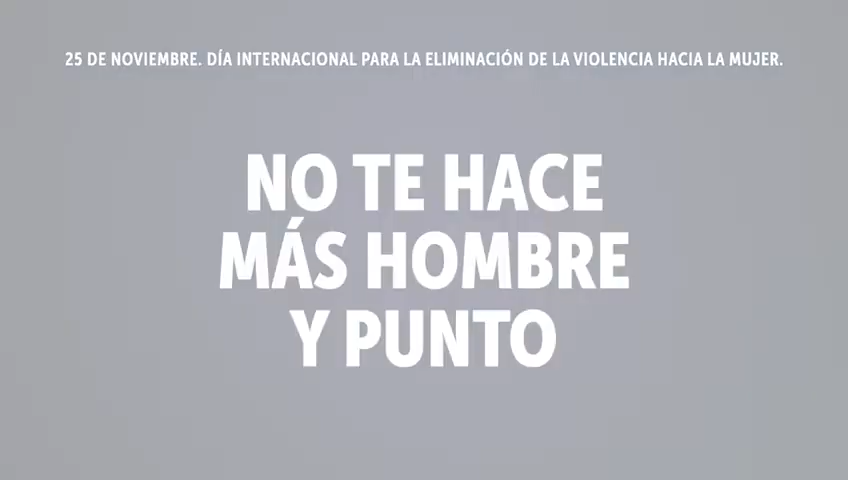 25 DE NOVIEMBRE. DÍA INTERNACIONAL PARA LA ELIMINACIÓN DE LA VIOLENCIA HACIA LA MUJER.
NO TE HACE
MÁS HOMBRE
Y PUNTO